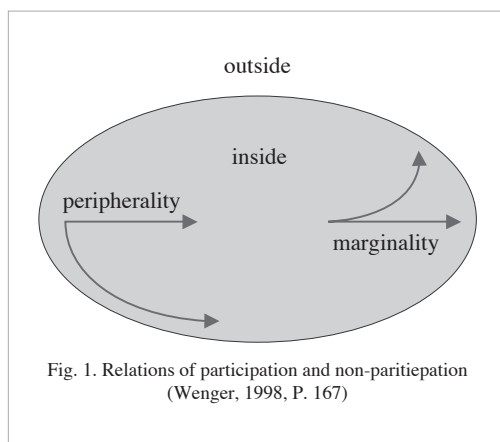 outside
inside
peripherality
marginality
Fig. 1. Relations of participation and non-paritiepation
(Wenger, 1998, P. 167)